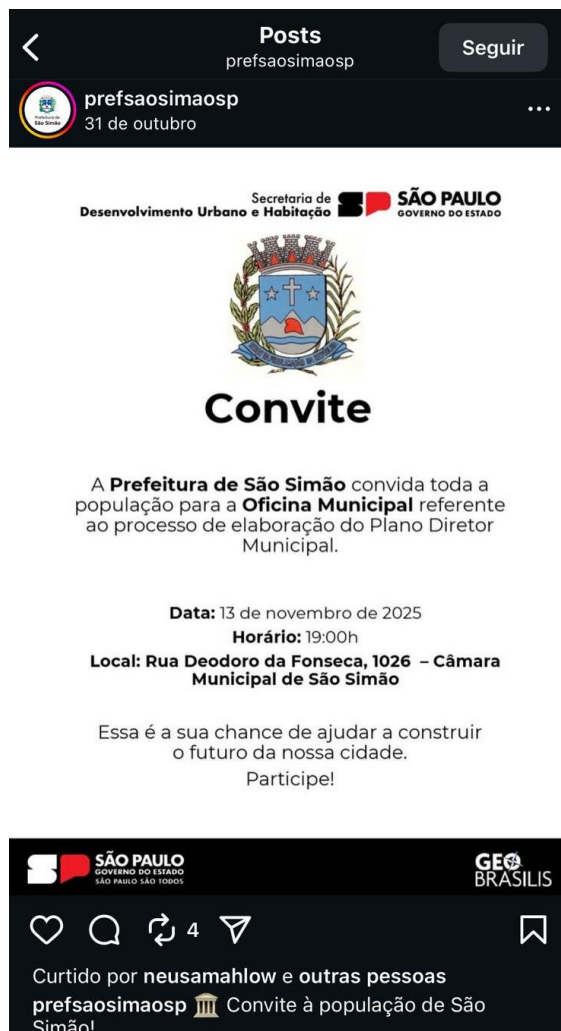 Posts
prefsaosimaosp
Seguir
prefsaosimaosp
31 de outubro
Secretaria de
Desenvolvimento Urbano e Habitação
SÃO PAULO
GOVERNO DO ESTADO
Convite
A Prefeitura de São Simão convida toda a
população para a Oficina Municipal referente
ao processo de elaboração do Plano Diretor
Municipal.
Data: 13 de novembro de 2025
Horário: 19:00h
Local: Rua Deodoro da Fonseca, 1026 – Câmara
Municipal de São Simão
Essa é a sua chance de ajudar a construir
o futuro da nossa cidade.
Participe!
SÃO PAULO
GOVERNO DO ESTADO
SÃO PAULO SÃO TODOS
GEO
BRASILIS
4
Curtido por neusamahlow e outras pessoas
prefsaosimaosp 🏛️ Convite à população de São
Simão!